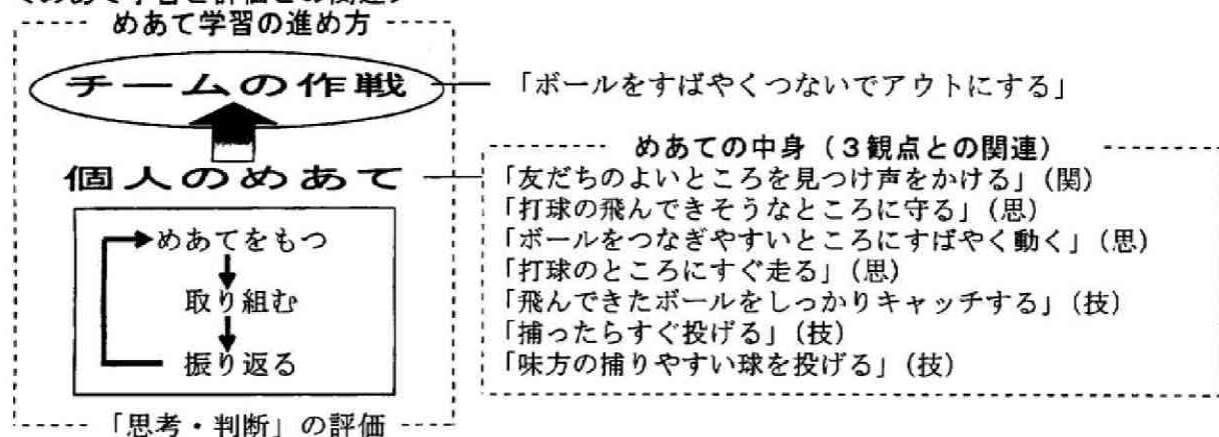 めあて学習の進め方
チームの作戦
「ボールをすばやくつないでアウトにする」
個人のめあて
めあての中身（３観点との関連）
「友だちのよいところを見つけ声をかける」（関）
「打球の飛んできそうなところに守る」（思）
「ボールをつなぎやすいところにすばやく動く」（思）
「打球のところにすぐ走る」（思）
「飛んできたボールをしっかりキャッチする」（技）
「捕ったらすぐ投げる」（技）
「味方の捕りやすい球を投げる」（技）
めあてをもつ
取り組む
振り返る
「思考・判断」の評価